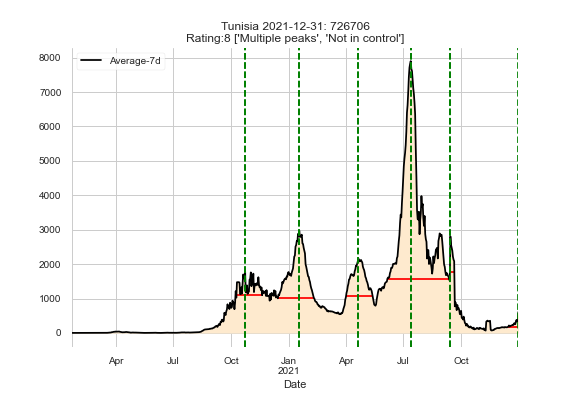 Tunisia 2021-12-31: 726706
Rating:8 ['Multiple peaks', 'Not in control']
Average-7d
8000
7000
6000
5000
4000
3000
2000
1000
0
Apr Jul Oct Jan Apr Jul Oct
2021
Date